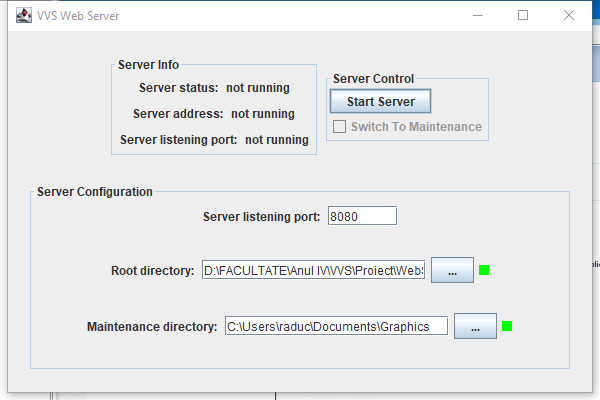 VVS Web Server
Server Info
Server status: not running
Server address: not running
Server listening port: not running
Server Control
Start Server
Switch To Maintenance
Server Configuration
Server listening port: 8080
Root directory: D:\FACULTATE\Anul IV\VVS\Proiect\Web ...
Maintenance directory: C:\Users\raduc\Documents\Graphics ...